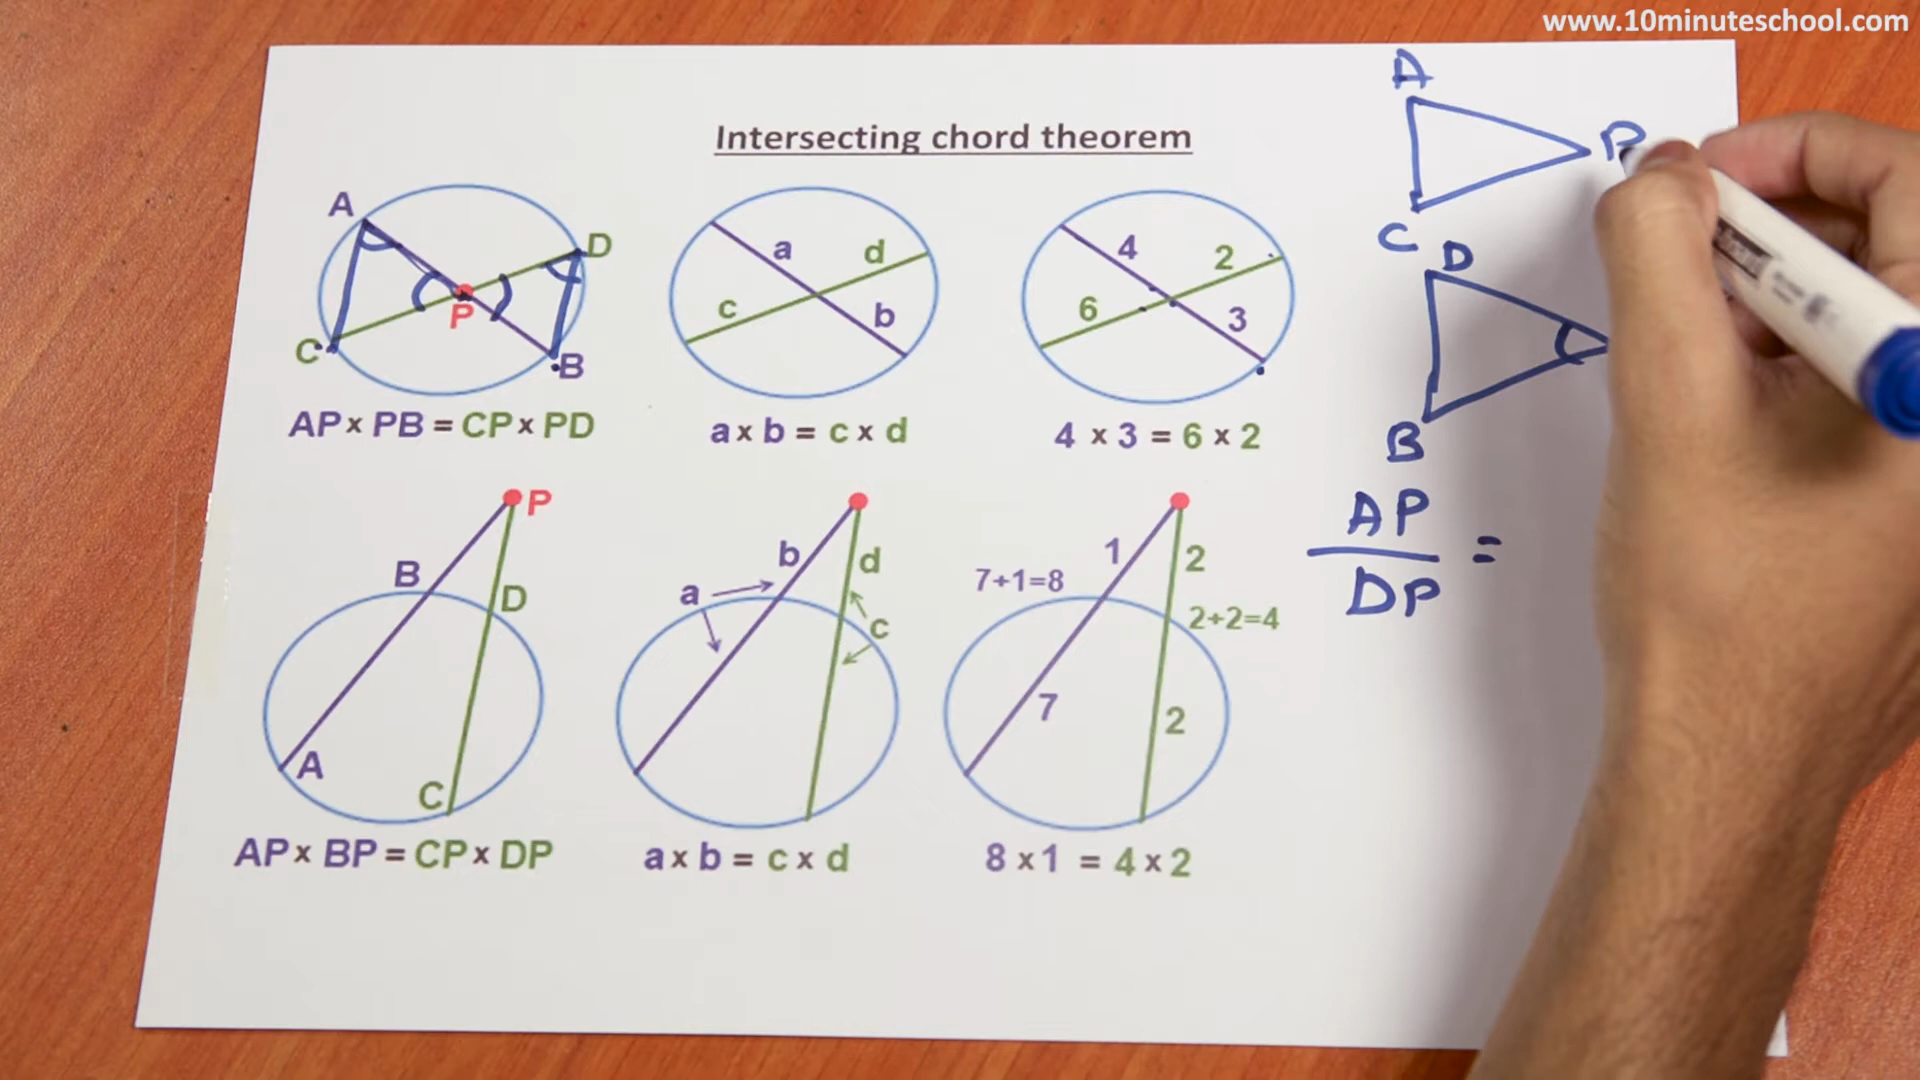 www.10minuteschool.com
Intersecting chord theorem
A
D
P
C
B
AP x PB = CP x PD
a
d
c
b
a x b = c x d
4
2
6
3
4 x 3 = 6 x 2
P
B
D
A
C
AP x BP = CP x DP
b
d
a
c
a x b = c x d
1
2
7+1=8
2+2=4
7
2
8 x 1 = 4 x 2
A
P
C
D
B
AP
DP =